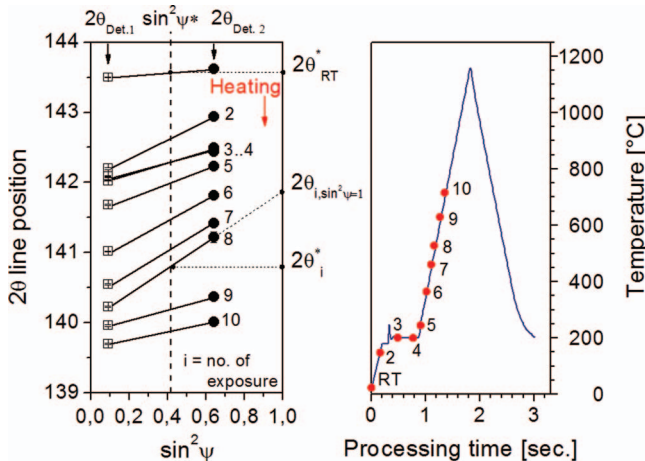 2θDet.1 sin²ψ* 2θDet. 2
144
143
142
141
140
139
2θ line position
0,0 0,2 0,4 0,6 0,8 1,0
sin²ψ
Heating
2
3..4
5
6
7
8
9
10
i = no. of
exposure
2θ*RT
2θi,sin²ψ=1
2θ*i
1200
1000
800
600
400
200
0
Temperature [°C]
10
9
8
7
6
3
5
2
4
RT
0 1 2 3
Processing time [sec.]